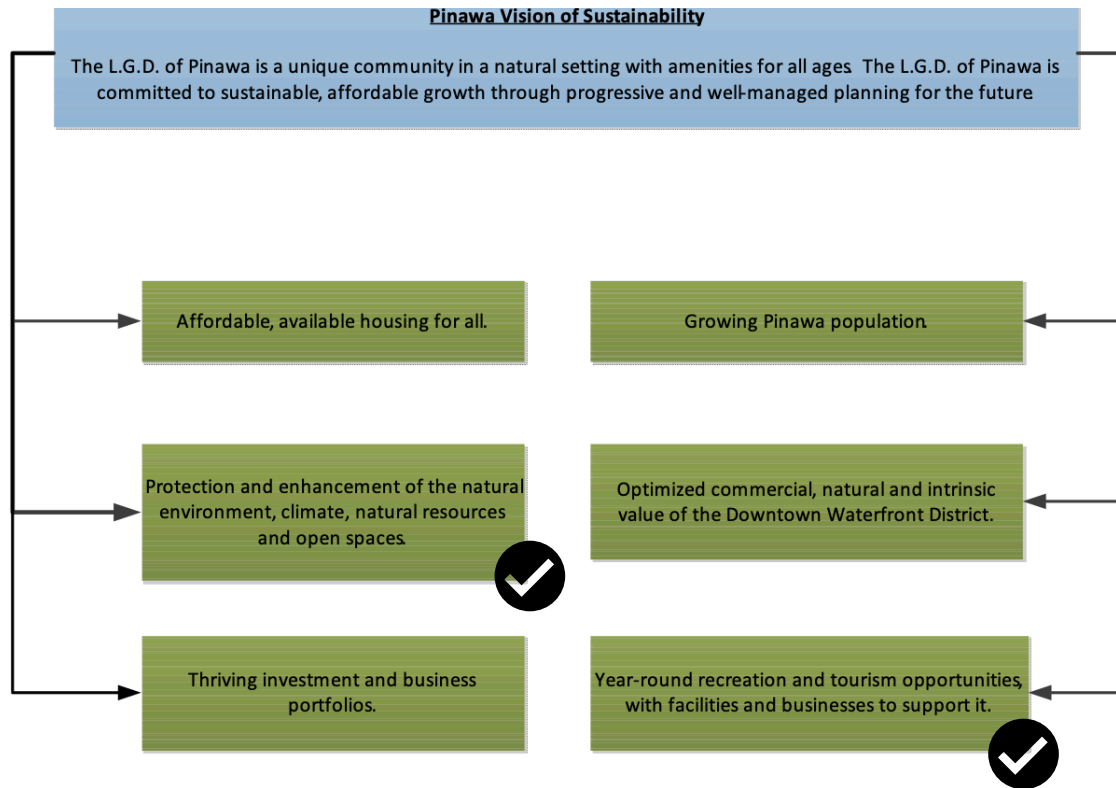 Pinawa Vision of Sustainability
The L.G.D. of Pinawa is a unique community in a natural setting with amenities for all ages. The L.G.D. of Pinawa is
committed to sustainable, affordable growth through progressive and well-managed planning for the future.
Affordable, available housing for all.
Growing Pinawa population.
Protection and enhancement of the natural
environment, climate, natural resources
and open spaces.
Optimized commercial, natural and intrinsic
value of the Downtown Waterfront District.
Thriving investment and business
portfolios.
Year-round recreation and tourism opportunities,
with facilities and businesses to support it.